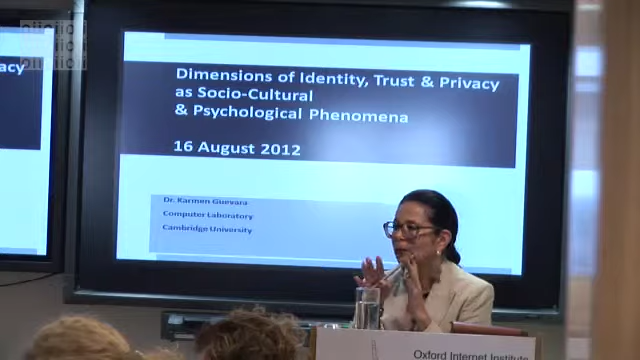 acy
Dimensions of Identity, Trust & Privacy
as Socio-Cultural
& Psychological Phenomena
16 August 2012
Dr. Karmen Guevara
Computer Laboratory
Cambridge University
Oxford Internet Institute